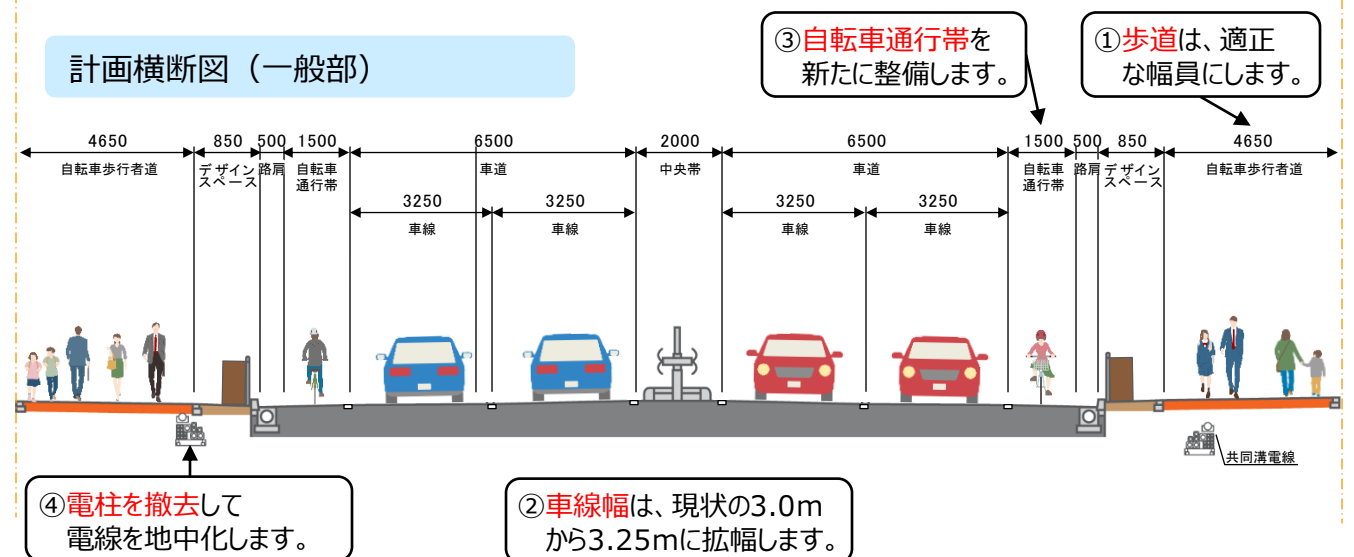 計画横断図（一般部）
③自転車通行帯を
新たに整備します。
①歩道は、適正
な幅員にします。
4650 850 500 1500 6500 2000 6500 1500 500 850 4650
自転車歩行者道 デザイン 路肩 自転車 車道 中央帯 車道 自転車 路肩 デザイン 自転車歩行者道
スペース 通行帯 通行帯 スペース
3250 3250 3250 3250
車線 車線 車線 車線
共同溝電線
④電柱を撤去して
電線を地中化します。
②車線幅は、現状の3.0m
から3.25mに拡幅します。